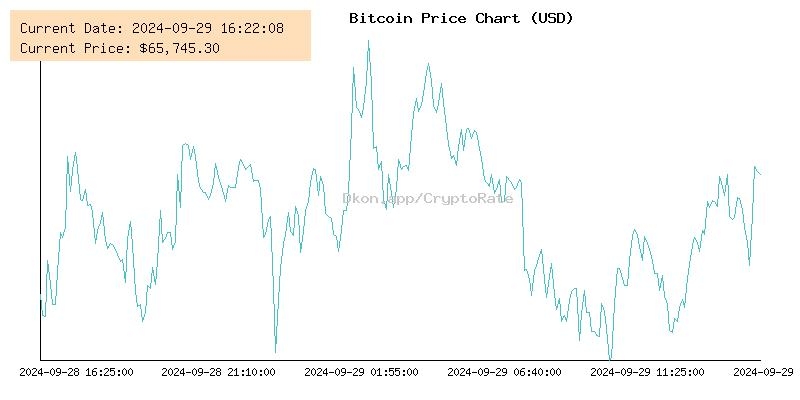 Bitcoin Price Chart (USD)
Current Date: 2024-09-29 16:22:08
Current Price: $65,745.30
Dkon.app/CryptoRate
2024-09-28 16:25:00 2024-09-28 21:10:00 2024-09-29 01:55:00 2024-09-29 06:40:00 2024-09-29 11:25:00 2024-09-29